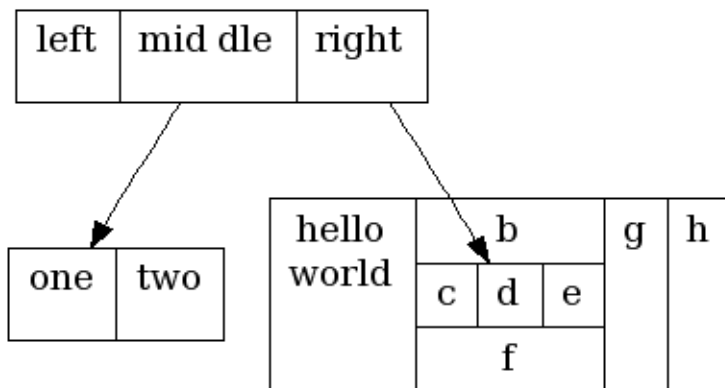 left mid dle right
one two
hello world b g h
c d e
f